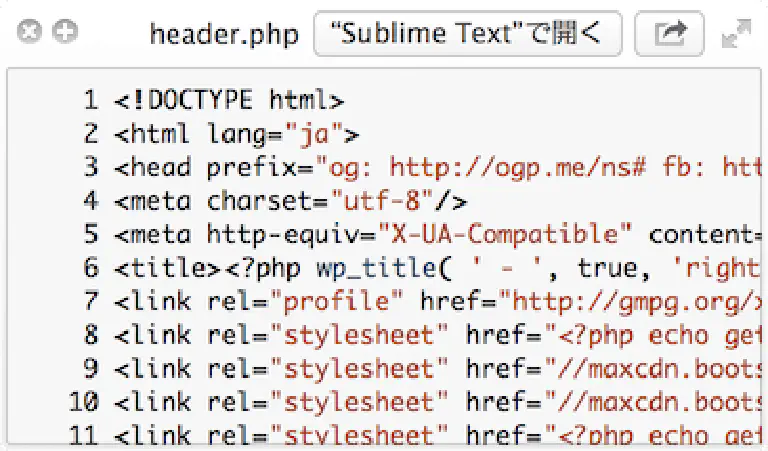 header.php “Sublime Text”で開く
1 <!DOCTYPE html>
2 <html lang="ja">
3 <head prefix="og: http://ogp.me/ns# fb: htt
4 <meta charset="utf-8"/>
5 <meta http-equiv="X-UA-Compatible" content=
6 <title><?php wp_title( ' - ', true, 'right
7 <link rel="profile" href="http://gmpg.org/x
8 <link rel="stylesheet" href="<?php echo get
9 <link rel="stylesheet" href="//maxcdn.boots
10 <link rel="stylesheet" href="//maxcdn.boots
11 <link rel="stylesheet" href="<?php echo get